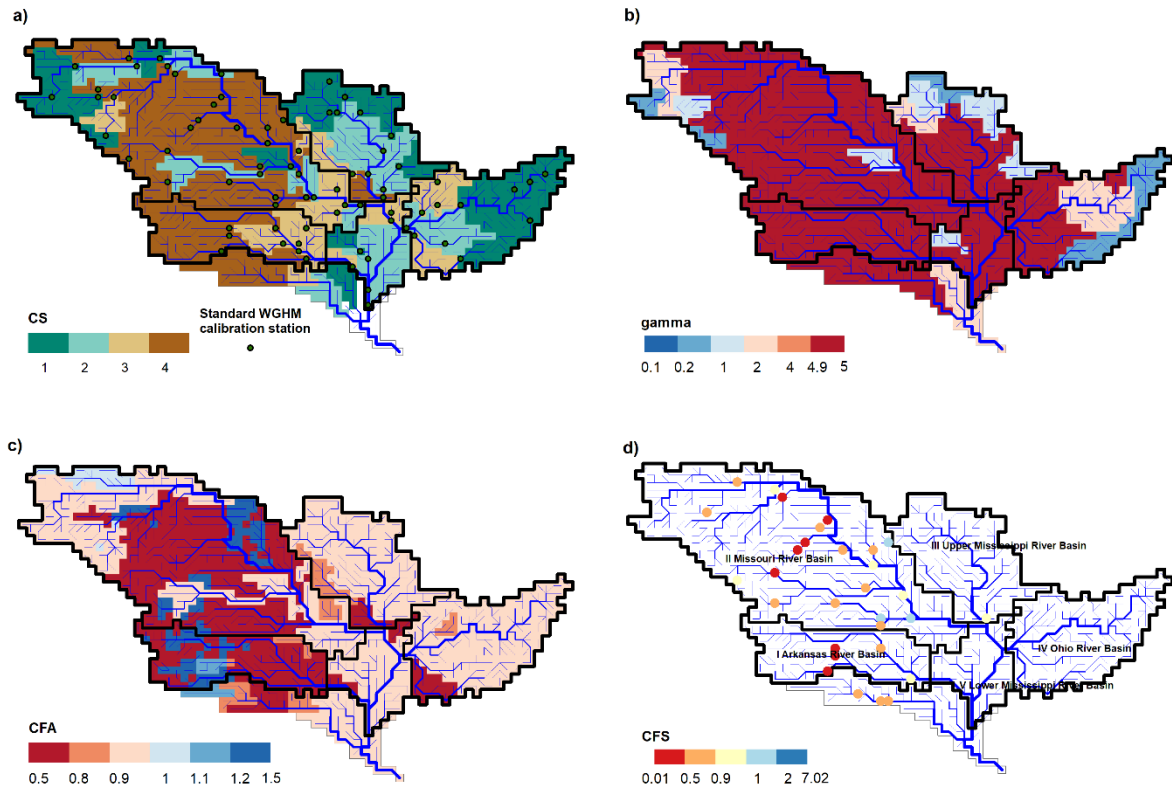 a)
CS
1 2 3 4
Standard WGHM
calibration station
b)
gamma
0.1 0.2 1 2 4 4.9 5
c)
CFA
0.5 0.8 0.9 1 1.1 1.2 1.5
d)
III Upper Mississippi River Basin
II Missouri River Basin
I Arkansas River Basin
IV Ohio River Basin
V Lower Mississippi River Basin
CFS
0.01 0.5 0.9 1 2 7.02